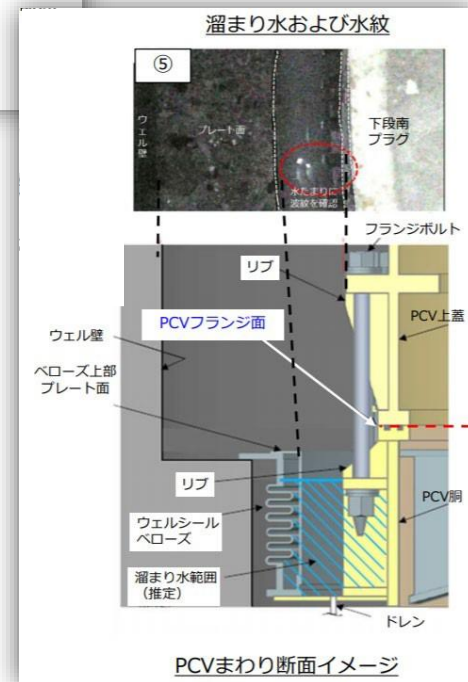 溜まり水および水紋
⑤
ウェル壁
プレート面
水たまりに
波紋を確認
下段南
プラグ
フランジボルト
リブ
PCV上蓋
PCVフランジ面
ウェル壁
ベローズ上部
プレート面
リブ
PCV胴
ウェルシール
ベローズ
溜まり水範囲
（推定）
ドレン
PCVまわり断面イメージ